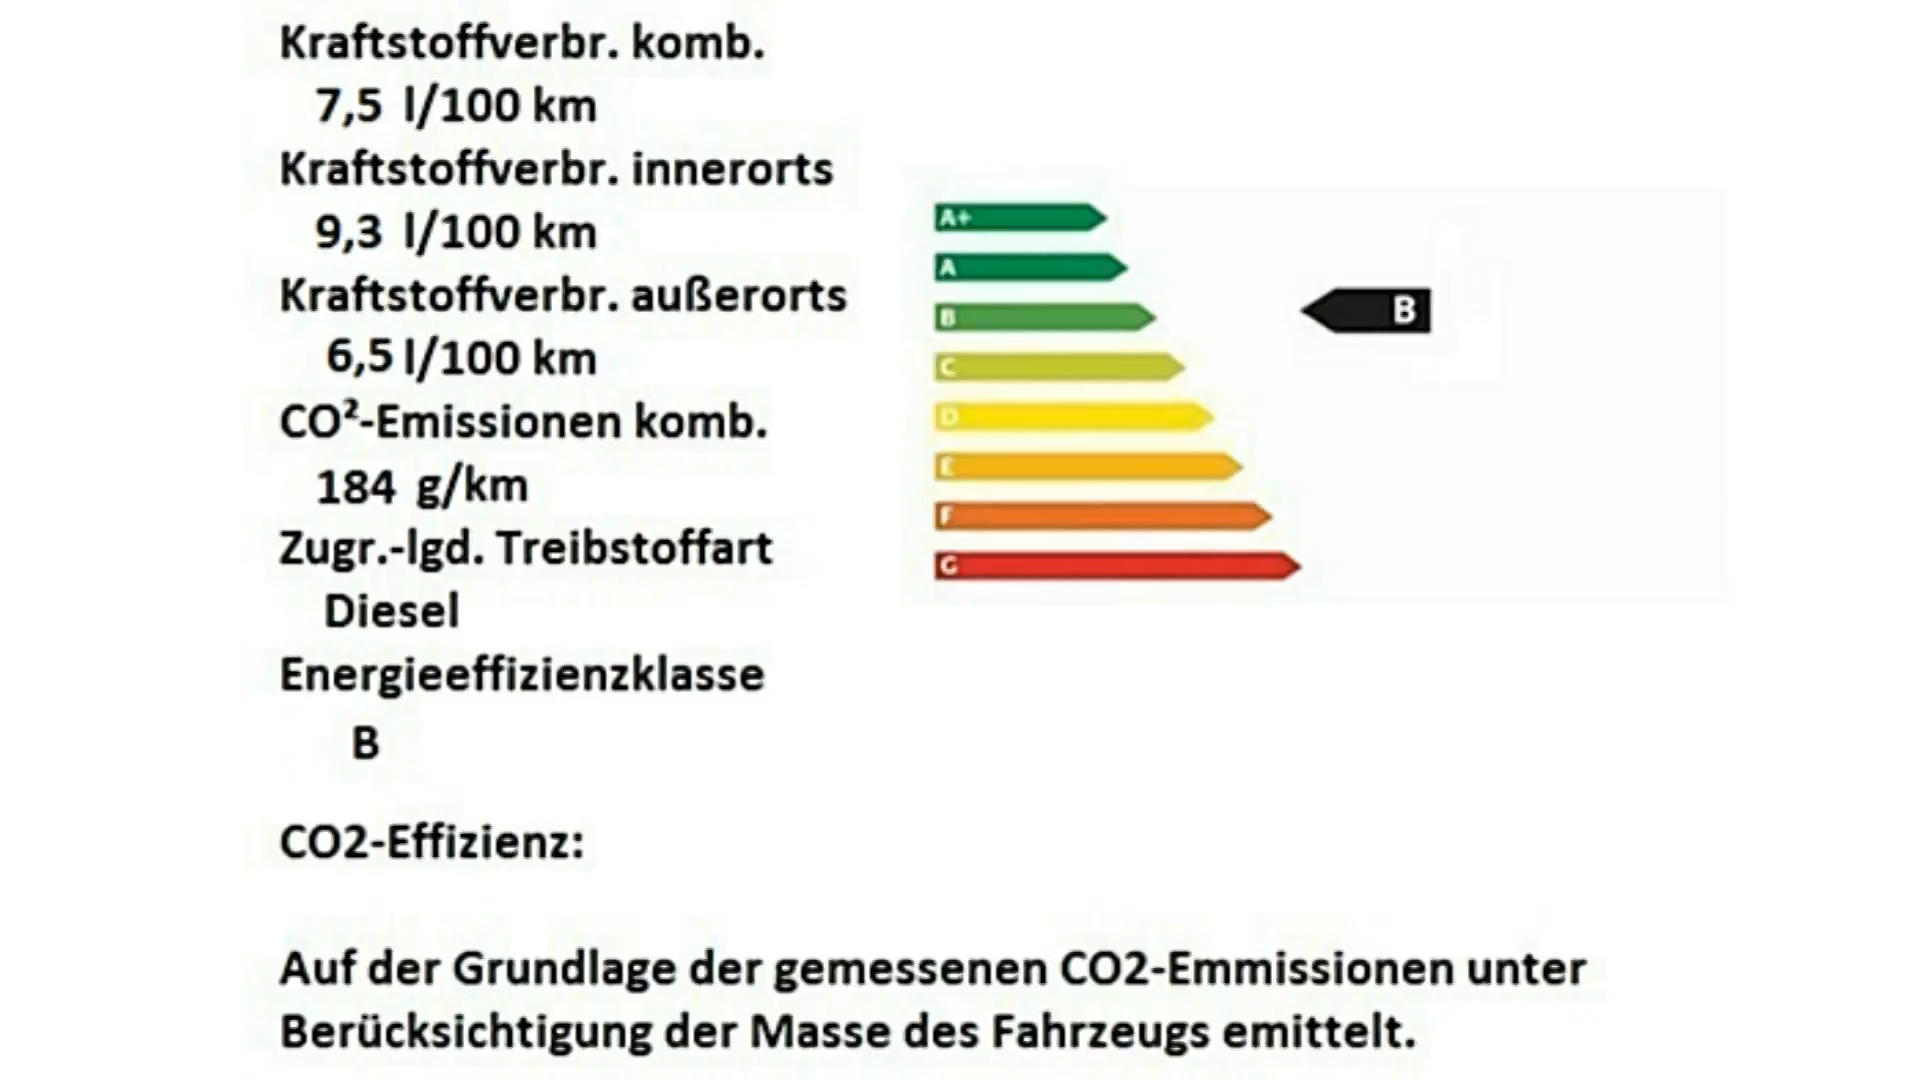 Kraftstoffverbr. komb.
7,5 l/100 km
Kraftstoffverbr. innerorts
9,3 l/100 km
Kraftstoffverbr. außerorts
6,5 l/100 km
CO²-Emissionen komb.
184 g/km
Zugr.-lgd. Treibstoffart
Diesel
Energieeffizienzklasse
B
A+
A
B
C
D
E
F
G
B
CO2-Effizienz:
Auf der Grundlage der gemessenen CO2-Emmissionen unter
Berücksichtigung der Masse des Fahrzeugs emittelt.